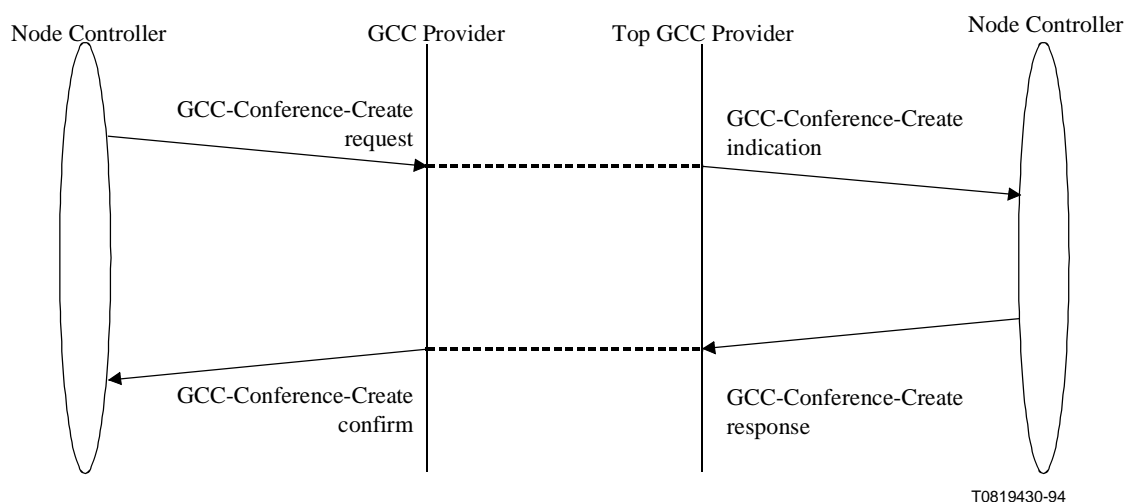 Node Controller
GCC Provider
Top GCC Provider
Node Controller
GCC-Conference-Create
request
GCC-Conference-Create
indication
GCC-Conference-Create
confirm
GCC-Conference-Create
response
T0819430-94